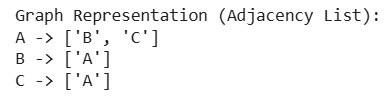 Graph Representation (Adjacency List):
A -> ['B', 'C']
B -> ['A']
C -> ['A']